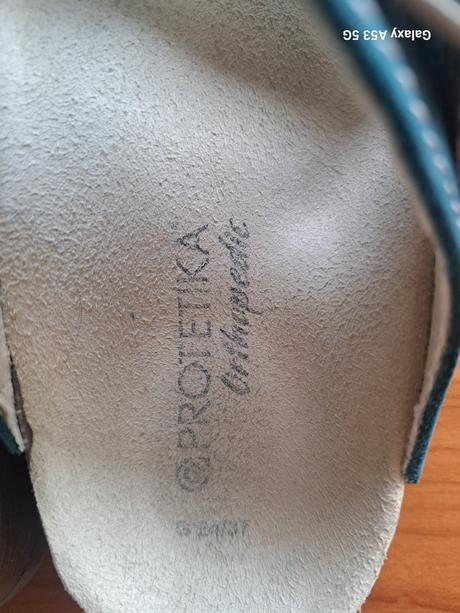 Galaxy A53 5G
PROTETIKA
Orthopedic